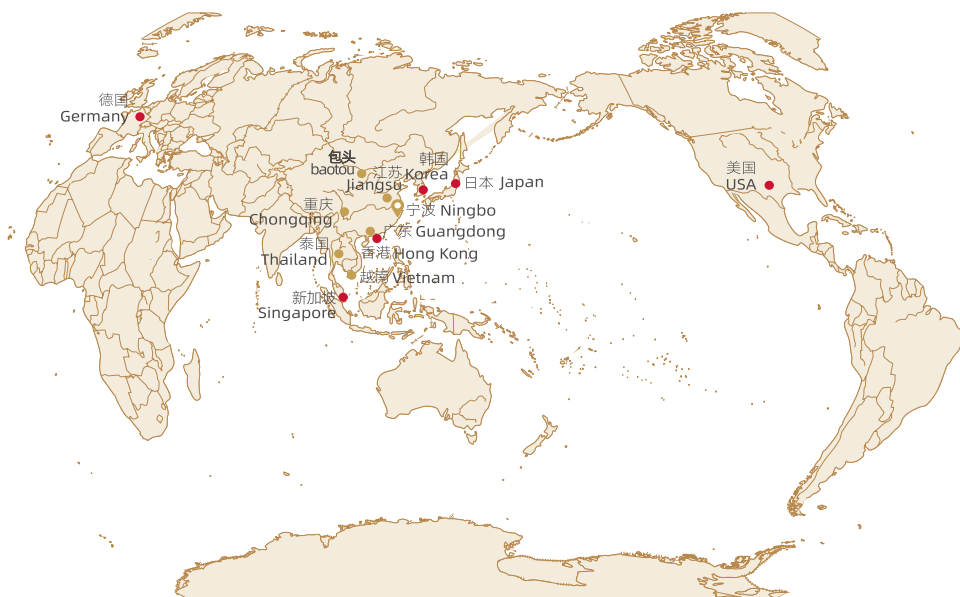 德国
Germany
包头
baotou
江苏
Jiangsu
韩国
Korea
日本 Japan
美国
USA
重庆
Chongqing
宁波 Ningbo
广东 Guangdong
泰国
Thailand
香港 Hong Kong
越南 Vietnam
新加坡
Singapore